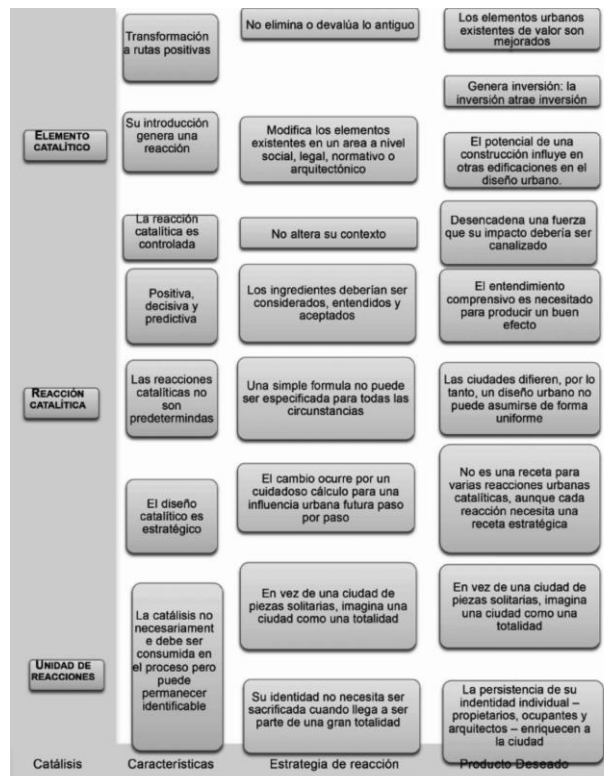 Transformación
a rutas positivas
No elimina o devalúa lo antiguo
Los elementos urbanos
existentes de valor son
mejorados
Genera inversión: la
inversión atrae inversión
ELEMENTO
CATALÍTICO
Su introducción
genera una
reacción
Modifica los elementos
existentes en un area a nivel
social, legal, normativo o
arquitectónico
El potencial de una
construcción influye en
otras edificaciones en el
diseño urbano.
La reacción
catalítica es
controlada
No altera su contexto
Desencadena una fuerza
que su impacto debería ser
canalizado
Positiva,
decisiva y
predictiva
Los ingredientes deberían ser
considerados, entendidos y
aceptados
El entendimiento
comprensivo es necesitado
para producir un buen
efecto
REACCIÓN
CATALÍTICA
Las reacciones
catalíticas no
son
predetermindas
Una simple formula no puede
ser especificada para todas las
circunstancias
Las ciudades difieren, por lo
tanto, un diseño urbano no
puede asumirse de forma
uniforme
El diseño
catalítico es
estratégico
El cambio ocurre por un
cuidadoso cálculo para una
influencia urbana futura paso
por paso
No es una receta para
varias reacciones urbanas
catalíticas, aunque cada
reacción necesita una
receta estratégica
UNIDAD DE
REACCIONES
La catálisis no
necesariament
e debe ser
consumida en
el proceso pero
puede
permanecer
identificable
En vez de una ciudad de
piezas solitarias, imagina una
ciudad como una totalidad
En vez de una ciudad de
piezas solitarias, imagina
una ciudad como una
totalidad
Su identidad no necesita ser
sacrificada cuando llega a ser
parte de una gran totalidad
La persistencia de su
indentidad individual –
propietarios, ocupantes y
arquitectos – enriquecen a
la ciudad
Catálisis
Características
Estrategia de reacción
Producto Deseado